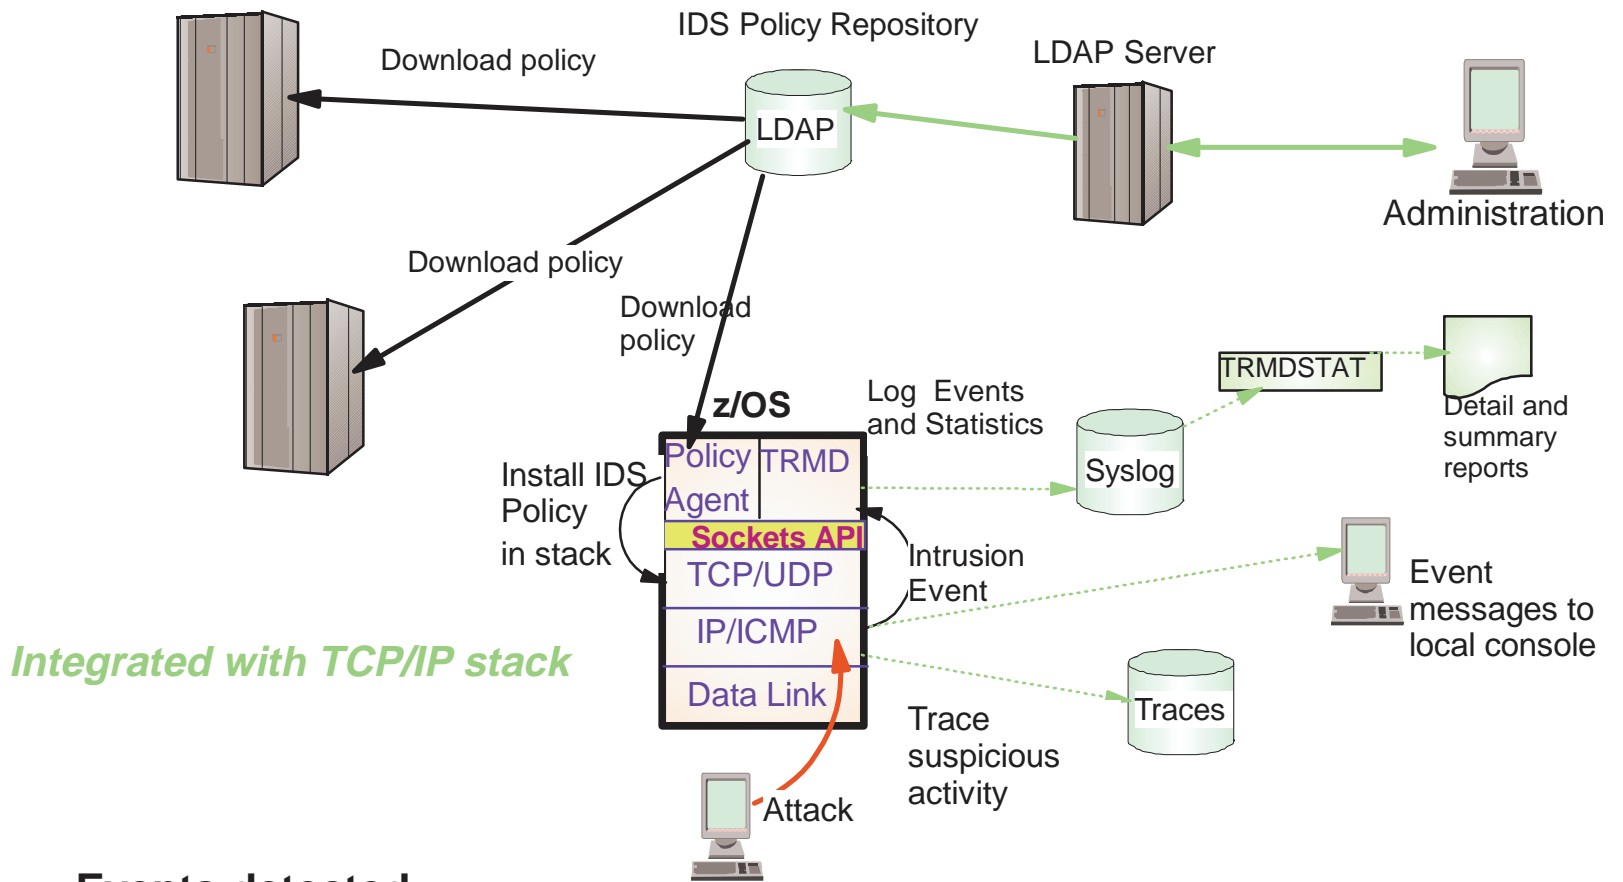 IDS Policy Repository
LDAP Server
Download policy
LDAP
Administration
Download policy
Download
policy
z/OS
Log Events
and Statistics
TRMDSTAT
Detail and
summary
reports
Policy
Agent
TRMD
Syslog
Install IDS
Policy
in stack
Sockets API
TCP/UDP
IP/ICMP
Data Link
Intrusion
Event
Event
messages to
local console
Integrated with TCP/IP stack
Traces
Trace
suspicious
activity
Attack
Events detected